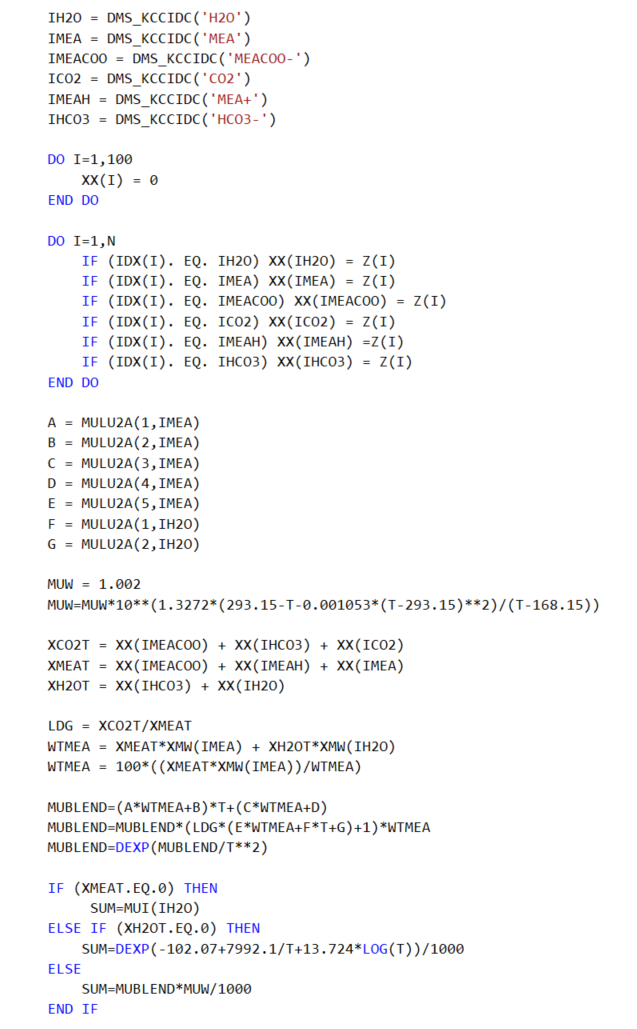 IH2O = DMS_KCCIDC('H2O')
IMEA = DMS_KCCIDC('MEA')
IMEACOO = DMS_KCCIDC('MEACOO-')
ICO2 = DMS_KCCIDC('CO2')
IMEAH = DMS_KCCIDC('MEA+')
IHCO3 = DMS_KCCIDC('HCO3-')
DO I=1,100
XX(I) = 0
END DO
DO I=1,N
IF (IDX(I). EQ. IH2O) XX(IH2O) = Z(I)
IF (IDX(I). EQ. IMEA) XX(IMEA) = Z(I)
IF (IDX(I). EQ. IMEACOO) XX(IMEACOO) = Z(I)
IF (IDX(I). EQ. ICO2) XX(ICO2) = Z(I)
IF (IDX(I). EQ. IMEAH) XX(IMEAH) =Z(I)
IF (IDX(I). EQ. IHCO3) XX(IHCO3) = Z(I)
END DO
A = MULU2A(1,IMEA)
B = MULU2A(2,IMEA)
C = MULU2A(3,IMEA)
D = MULU2A(4,IMEA)
E = MULU2A(5,IMEA)
F = MULU2A(1,IH2O)
G = MULU2A(2,IH2O)
MUW = 1.002
MUW=MUW*10**(1.3272*(293.15-T-0.001053*(T-293.15)**2)/(T-168.15))
XCO2T = XX(IMEACOO) + XX(IHCO3) + XX(ICO2)
XMEAT = XX(IMEACOO) + XX(IMEAH) + XX(IMEA)
XH2OT = XX(IHCO3) + XX(IH2O)
LDG = XCO2T/XMEAT
WTMEA = XMEAT*XMW(IMEA) + XH2OT*XMW(IH2O)
WTMEA = 100*((XMEAT*XMW(IMEA))/WTMEA)
MUBLEND=(A*WTMEA+B)*T+(C*WTMEA+D)
MUBLEND=MUBLEND*(LDG*(E*WTMEA+F*T+G)+1)*WTMEA
MUBLEND=DEXP(MUBLEND/T**2)
IF (XMEAT.EQ.0) THEN
SUM=MUI(IH2O)
ELSE IF (XH2OT.EQ.0) THEN
SUM=DEXP(-102.07+7992.1/T+13.724*LOG(T))/1000
ELSE
SUM=MUBLEND*MUW/1000
END IF